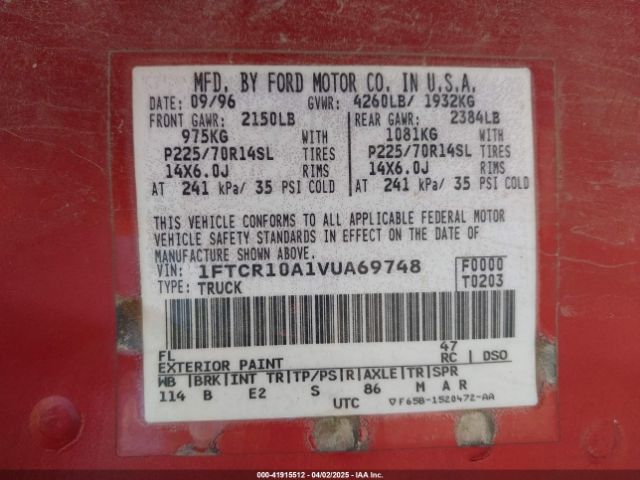 MFD. BY FORD MOTOR CO. IN U.S.A.
DATE: 09/96 GVWR: 4260LB/ 1932KG
FRONT GAWR: 2150LB REAR GAWR: 2384LB
975KG WITH 1081KG WITH
P225/70R14SL TIRES P225/70R14SL TIRES
14X6.0J RIMS 14X6.0J RIMS
AT 241 kPa/ 35 PSI COLD AT 241 kPa/ 35 PSI COLD
THIS VEHICLE CONFORMS TO ALL APPLICABLE FEDERAL MOTOR
VEHICLE SAFETY STANDARDS IN EFFECT ON THE DATE OF
MANUFACTURE SHOWN ABOVE.
VIN: 1FTCR10A1VUA69748 F0000
TYPE: TRUCK T0203
FL 47
EXTERIOR PAINT RC DSO
WB BRK INT TR TP/PS R AXLE TR SPR
114 B E2 S 86 M A R
UTC ▽F65B-1520472-AA
000-41915512 04/02/2025 IAAHOLDINGS.COM